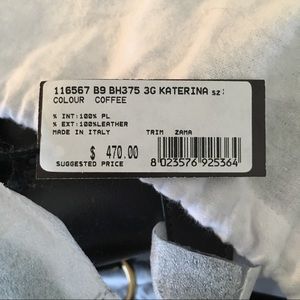 116567 B9 BH375 3G KATERINA SZ:
COLOUR COFFEE
% INT:100% PL
% EXT:100%LEATHER
MADE IN ITALY TRIM ZAMA
$ 470.00
SUGGESTED PRICE
8 023576 925364